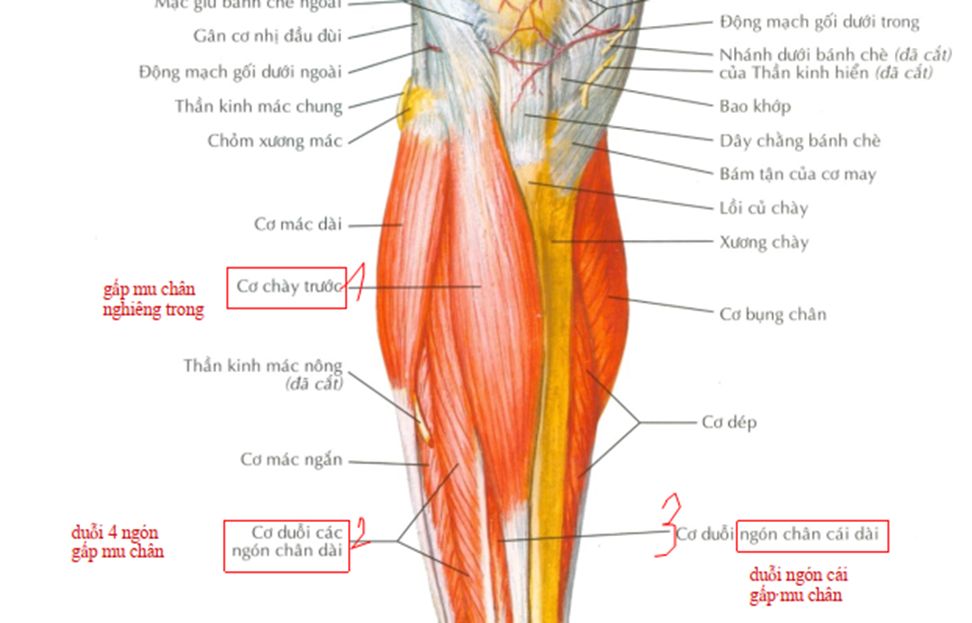 Mạc giữ bánh chè ngoài
Gân cơ nhị đầu đùi
Động mạch gối dưới ngoài
Thần kinh mác chung
Chỏm xương mác
Cơ mác dài
gấp mu chân
nghiêng trong
Cơ chày trước
1
Thần kinh mác nông
(đã cắt)
Cơ mác ngắn
duỗi 4 ngón
gấp mu chân
Cơ duỗi các
ngón chân dài
2
Động mạch gối dưới trong
Nhánh dưới bánh chè (đã cắt)
của Thần kinh hiển (đã cắt)
Bao khớp
Dây chằng bánh chè
Bám tận của cơ may
Lồi củ chày
Xương chày
Cơ bụng chân
Cơ dép
3
Cơ duỗi ngón chân cái dài
duỗi ngón cái
gấp mu chân